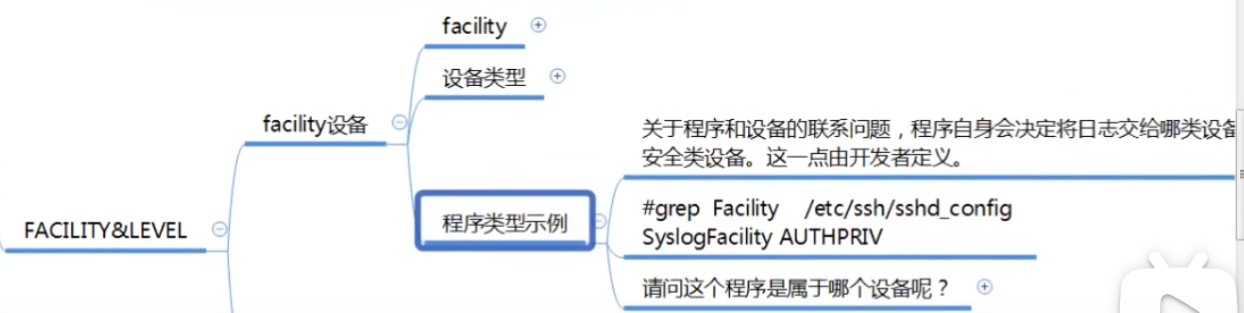 facility
设备类型
facility设备
关于程序和设备的联系问题，程序自身会决定将日志交给哪类设备
安全类设备。这一点由开发者定义。
程序类型示例
#grep Facility /etc/ssh/sshd_config
SyslogFacility AUTHPRIV
FACILITY&LEVEL
请问这个程序是属于哪个设备呢？